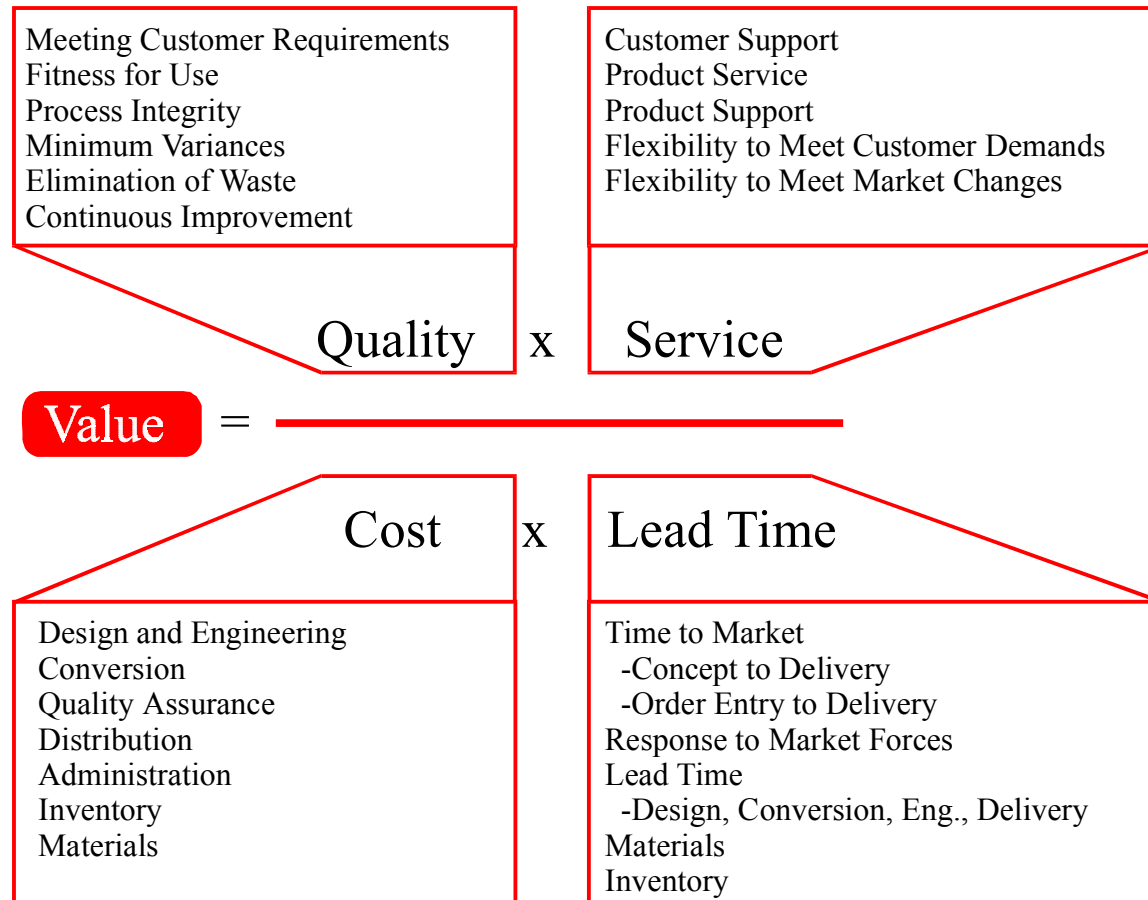 Meeting Customer Requirements
Fitness for Use
Process Integrity
Minimum Variances
Elimination of Waste
Continuous Improvement
Customer Support
Product Service
Product Support
Flexibility to Meet Customer Demands
Flexibility to Meet Market Changes
Quality x Service
Value =
Cost x Lead Time
Design and Engineering
Conversion
Quality Assurance
Distribution
Administration
Inventory
Materials
Time to Market
-Concept to Delivery
-Order Entry to Delivery
Response to Market Forces
Lead Time
-Design, Conversion, Eng., Delivery
Materials
Inventory